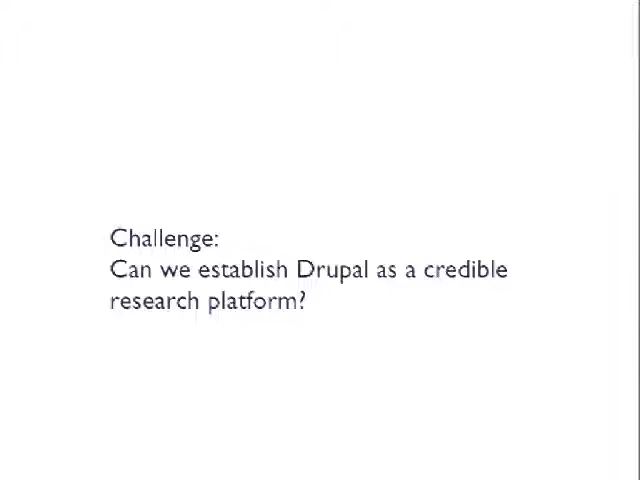 Challenge:
Can we establish Drupal as a credible
research platform?